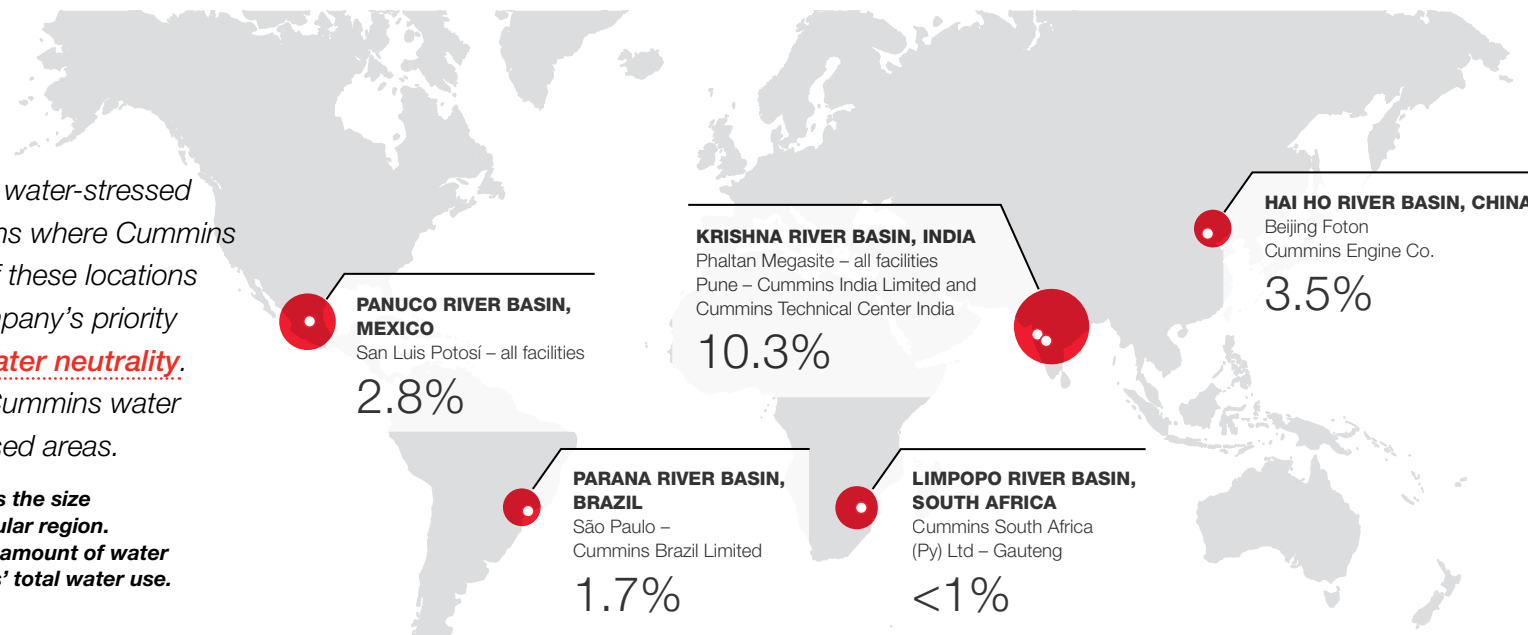 water-stressed
ns where Cummins
f these locations
mpany's priority
ater neutrality.
Cummins water
sed areas.
s the size
ular region.
amount of water
s' total water use.
PANUCO RIVER BASIN,
MEXICO
San Luis Potosí – all facilities
2.8%
KRISHNA RIVER BASIN, INDIA
Phaltan Megasite – all facilities
Pune – Cummins India Limited and
Cummins Technical Center India
10.3%
HAI HO RIVER BASIN, CHINA
Beijing Foton
Cummins Engine Co.
3.5%
PARANA RIVER BASIN,
BRAZIL
São Paulo –
Cummins Brazil Limited
1.7%
LIMPOPO RIVER BASIN,
SOUTH AFRICA
Cummins South Africa
(Py) Ltd – Gauteng
<1%